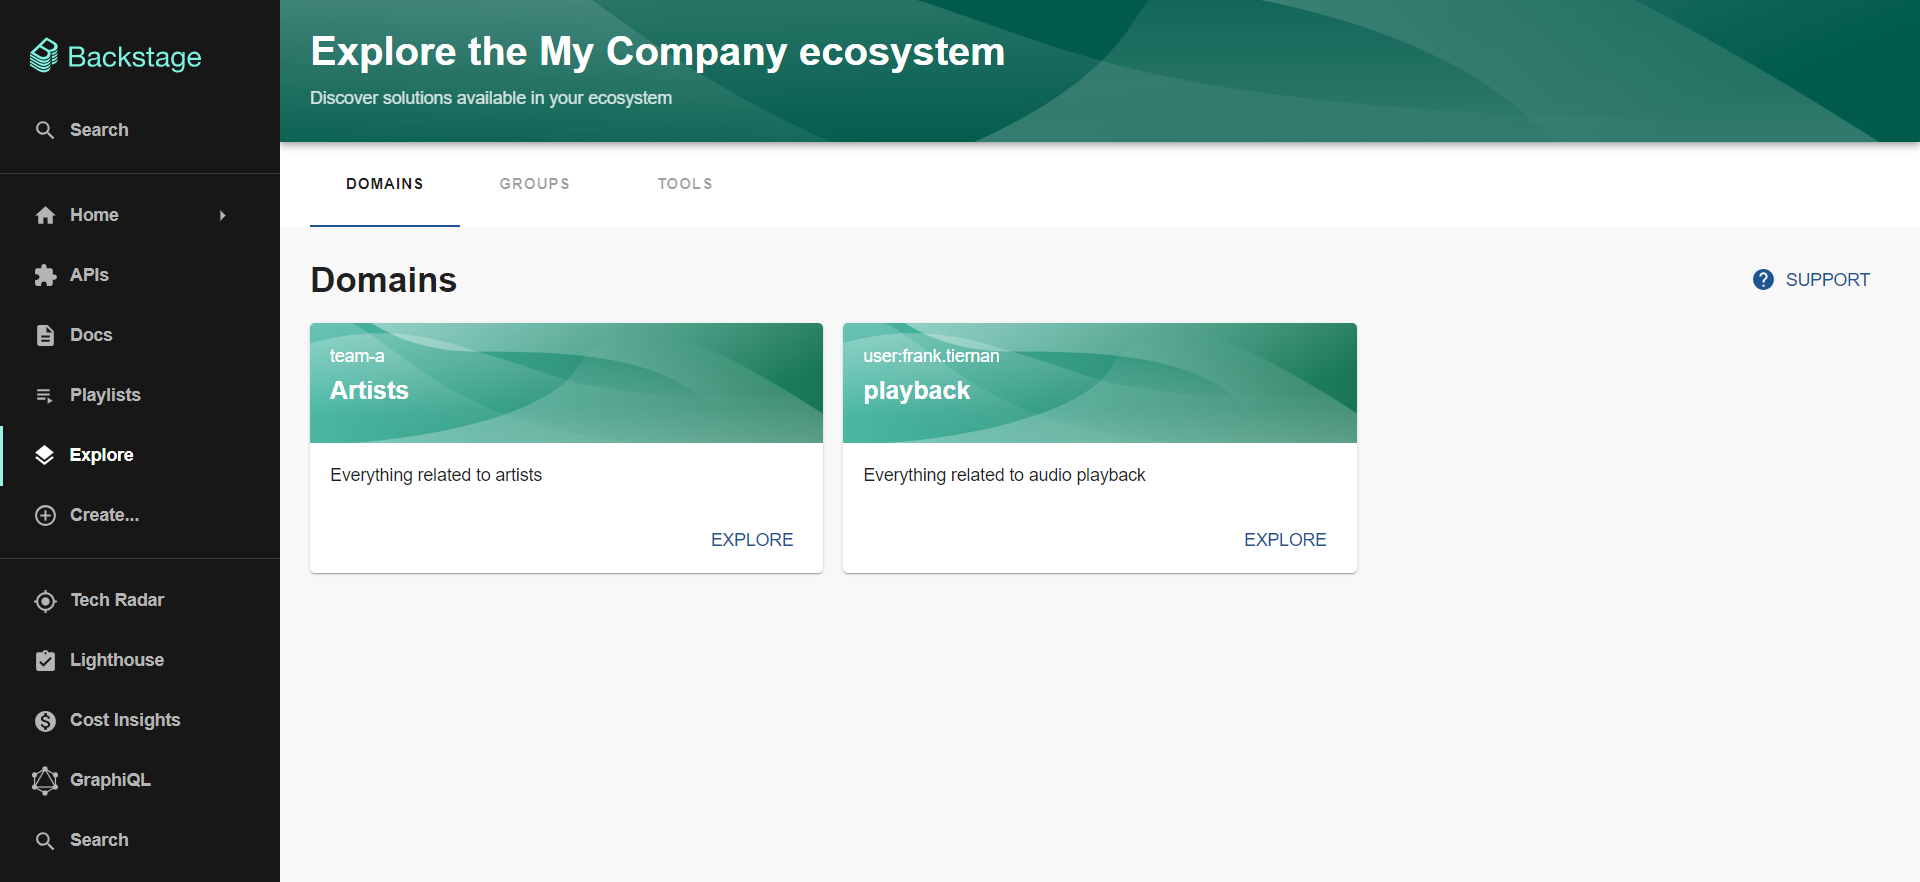 Backstage
Search
Home
APIs
Docs
Playlists
Explore
Create...
Tech Radar
Lighthouse
Cost Insights
GraphiQL
Search
Explore the My Company ecosystem
Discover solutions available in your ecosystem
DOMAINS GROUPS TOOLS
Domains
? SUPPORT
team-a
Artists
Everything related to artists
EXPLORE
user:frank.tiernan
playback
Everything related to audio playback
EXPLORE